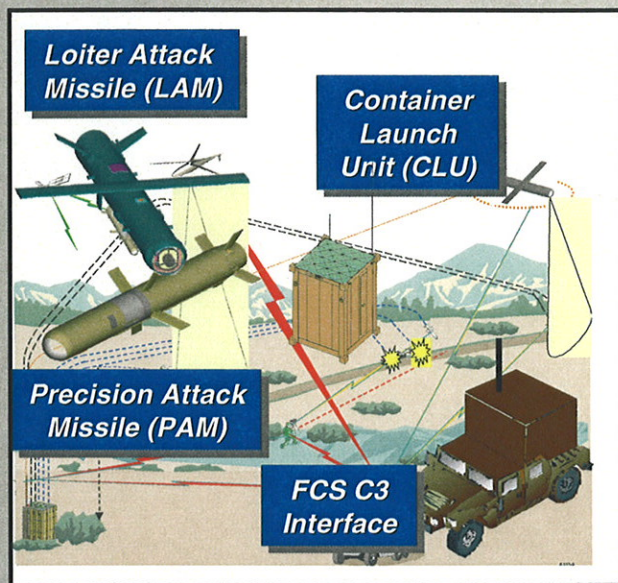 Loiter Attack
Missile (LAM)
Container
Launch
Unit (CLU)
Precision Attack
Missile (PAM)
FCS C3
Interface